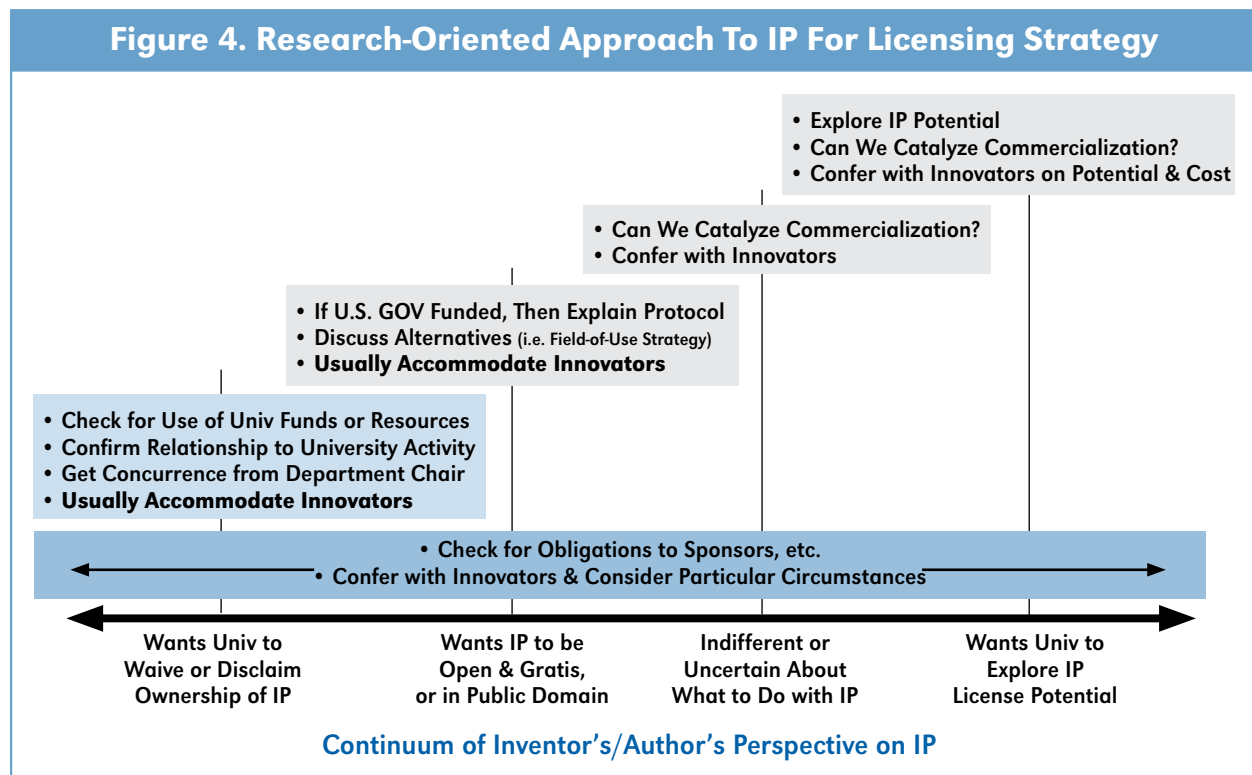 Figure 4. Research-Oriented Approach To IP For Licensing Strategy
• Explore IP Potential
• Can We Catalyze Commercialization?
• Confer with Innovators on Potential & Cost
• Can We Catalyze Commercialization?
• Confer with Innovators
• If U.S. GOV Funded, Then Explain Protocol
• Discuss Alternatives (i.e. Field-of-Use Strategy)
• Usually Accommodate Innovators
• Check for Use of Univ Funds or Resources
• Confirm Relationship to University Activity
• Get Concurrence from Department Chair
• Usually Accommodate Innovators
• Check for Obligations to Sponsors, etc.
• Confer with Innovators & Consider Particular Circumstances
Wants Univ to
Waive or Disclaim
Ownership of IP
Wants IP to be
Open & Gratis,
or in Public Domain
Indifferent or
Uncertain About
What to Do with IP
Wants Univ to
Explore IP
License Potential
Continuum of Inventor's/Author's Perspective on IP